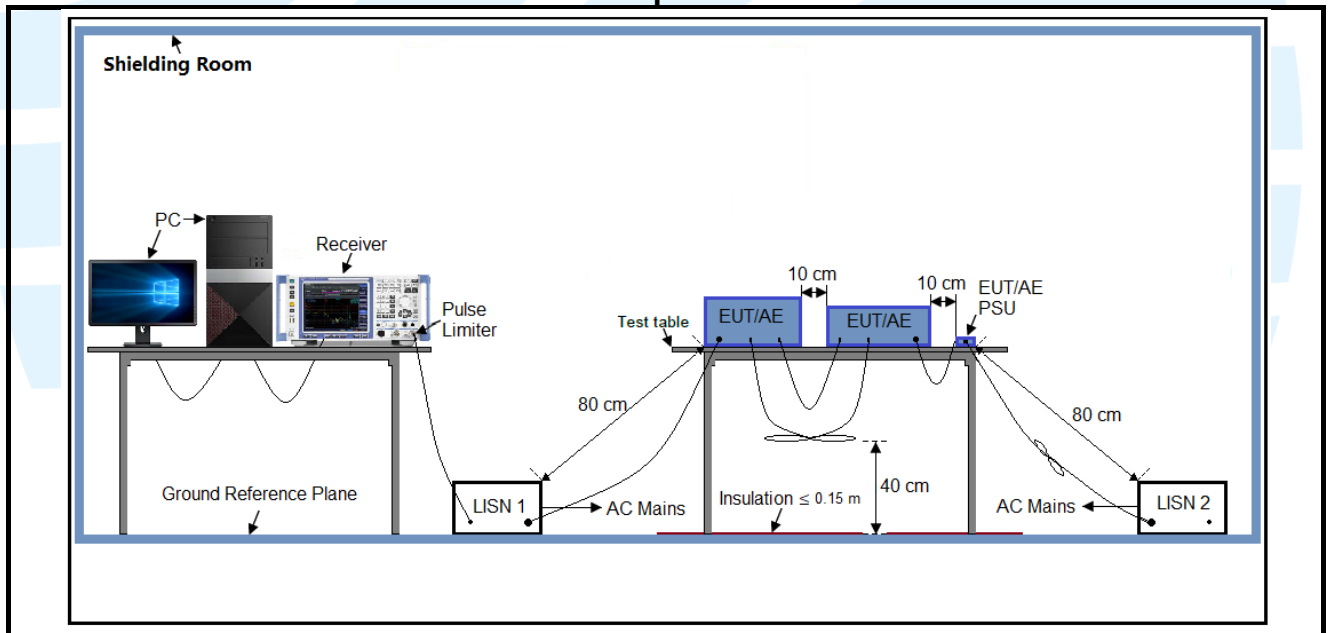 Shielding Room
PC
Receiver
Pulse
Limiter
10 cm
10 cm
EUT/AE
PSU
Test table
EUT/AE
EUT/AE
80 cm
80 cm
40 cm
Ground Reference Plane
LISN 1
AC Mains
Insulation ≤ 0.15 m
AC Mains
LISN 2